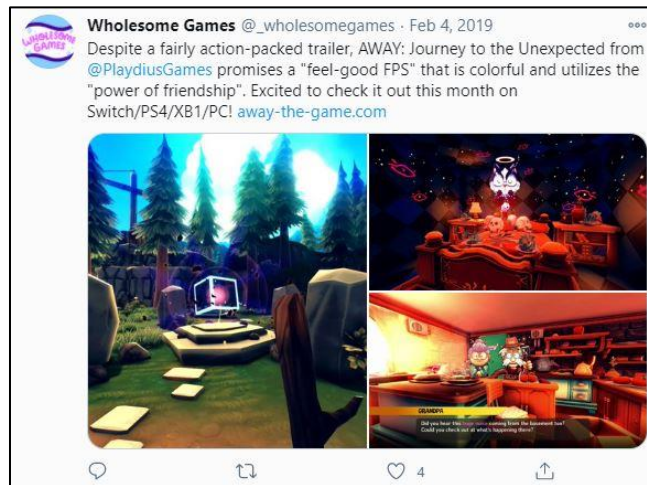 Wholesome Games @_wholesomegames · Feb 4, 2019
Despite a fairly action-packed trailer, AWAY: Journey to the Unexpected from
@PlaydiusGames promises a "feel-good FPS" that is colorful and utilizes the
"power of friendship". Excited to check it out this month on
Switch/PS4/XB1/PC! away-the-game.com
WHOLESOME
GAMES
GRANDPA
Did you hear this huge noise coming from the basement too?
Could you check out at what's happening there?
4